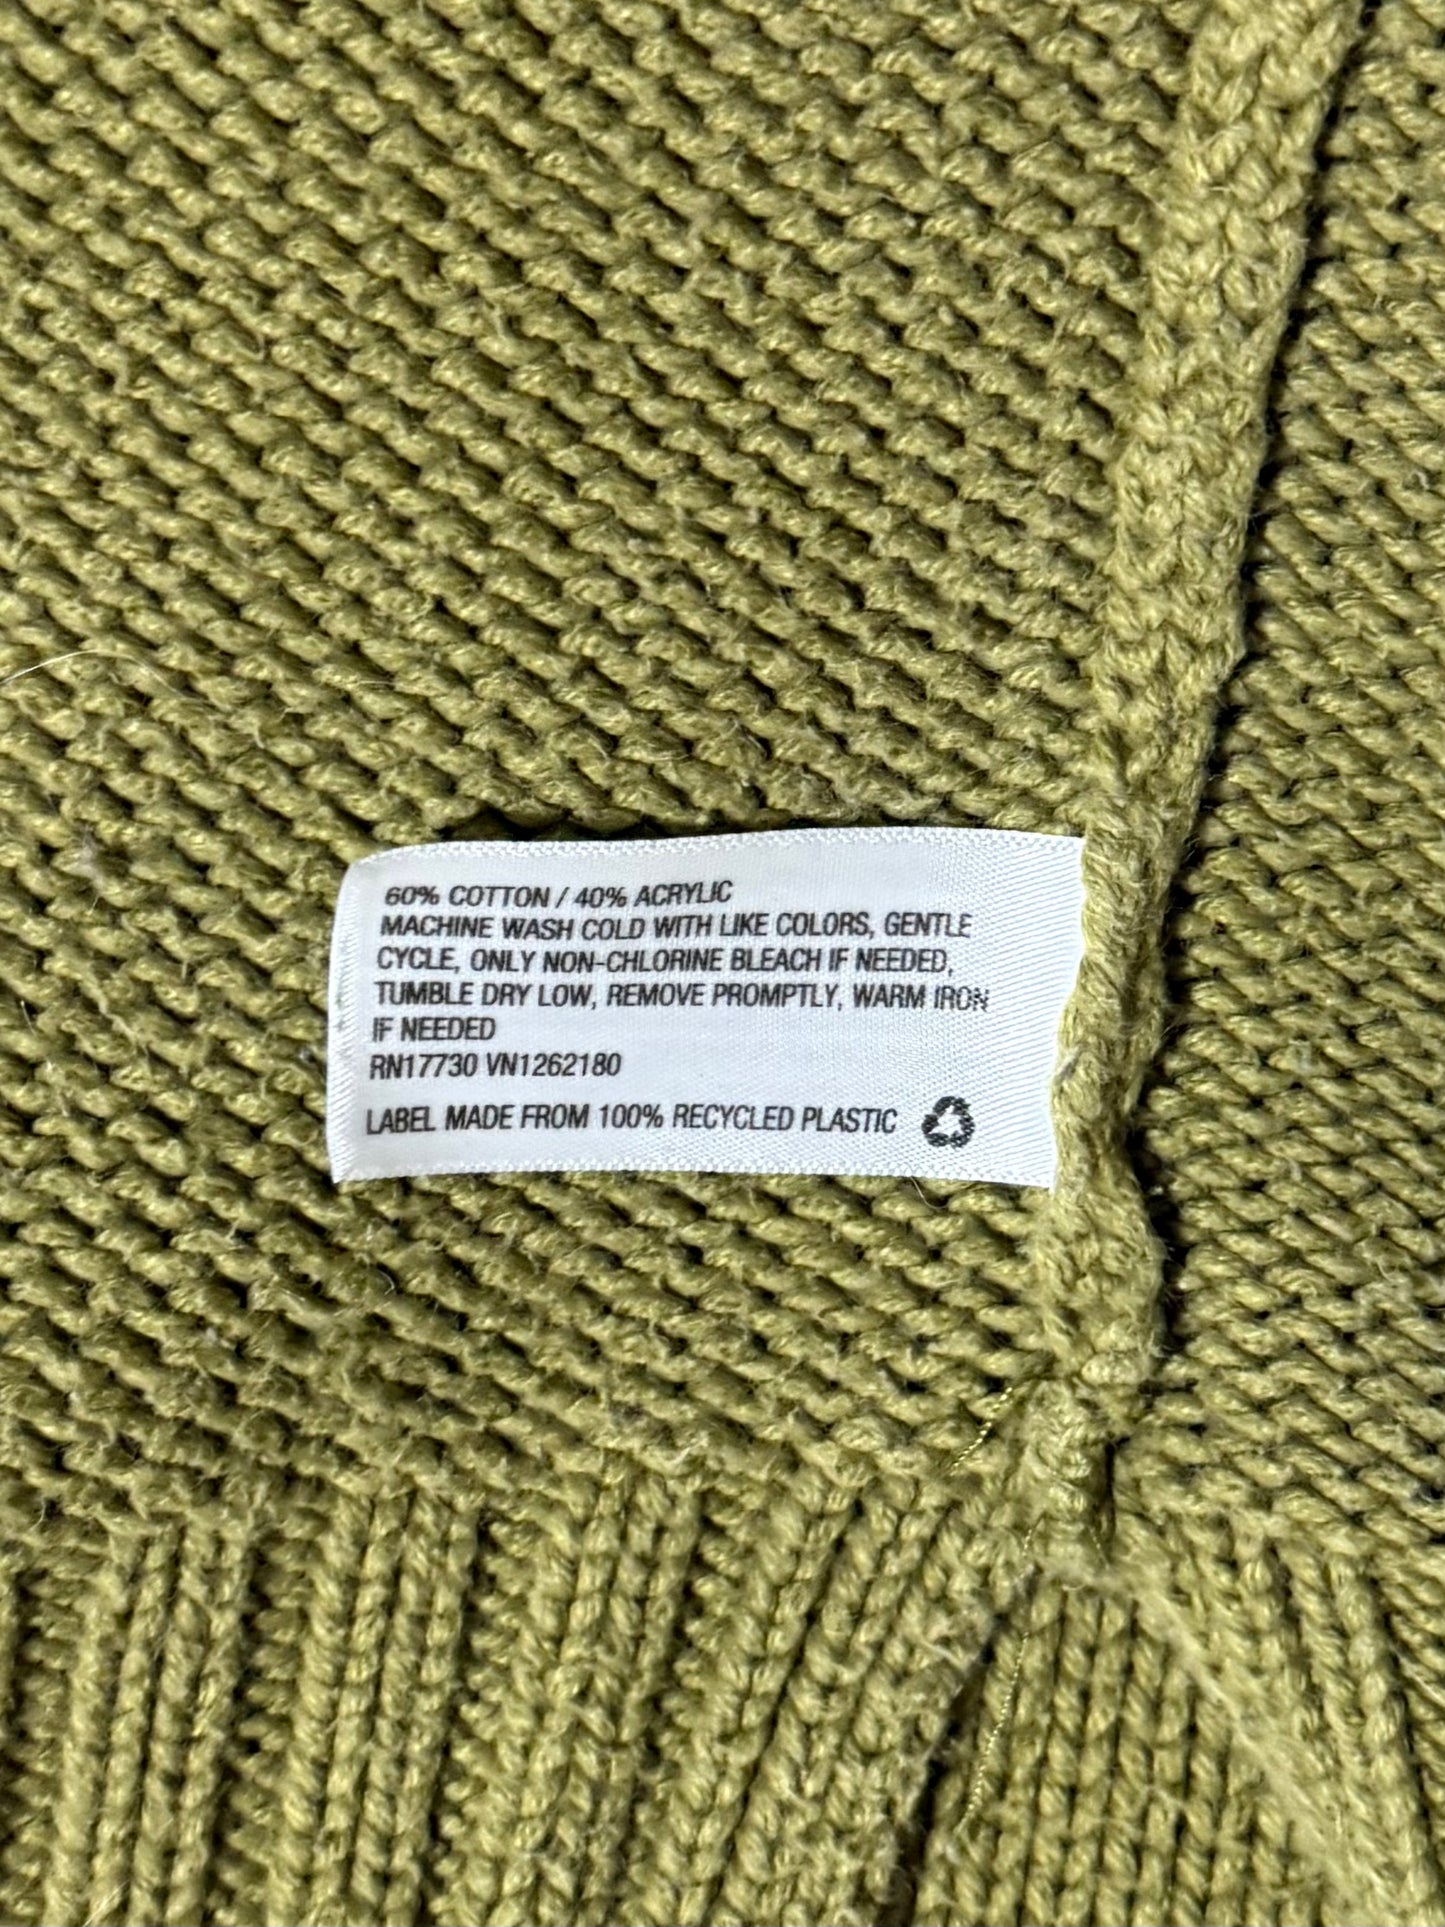 60% COTTON / 40% ACRYLIC
MACHINE WASH COLD WITH LIKE COLORS, GENTLE
CYCLE, ONLY NON-CHLORINE BLEACH IF NEEDED,
TUMBLE DRY LOW, REMOVE PROMPTLY, WARM IRON
IF NEEDED
RN17730 VN1262180
LABEL MADE FROM 100% RECYCLED PLASTIC